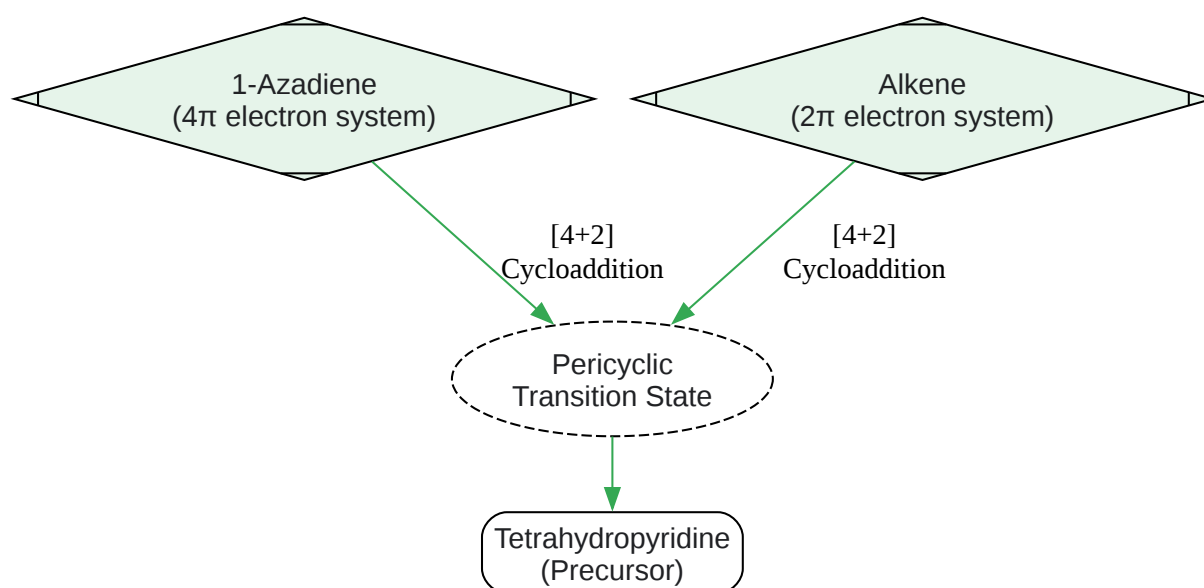 1-Azadiene
(4π electron system)
Alkene
(2π electron system)
[4+2]
Cycloaddition
[4+2]
Cycloaddition
Pericyclic
Transition State
Tetrahydropyridine
(Precursor)